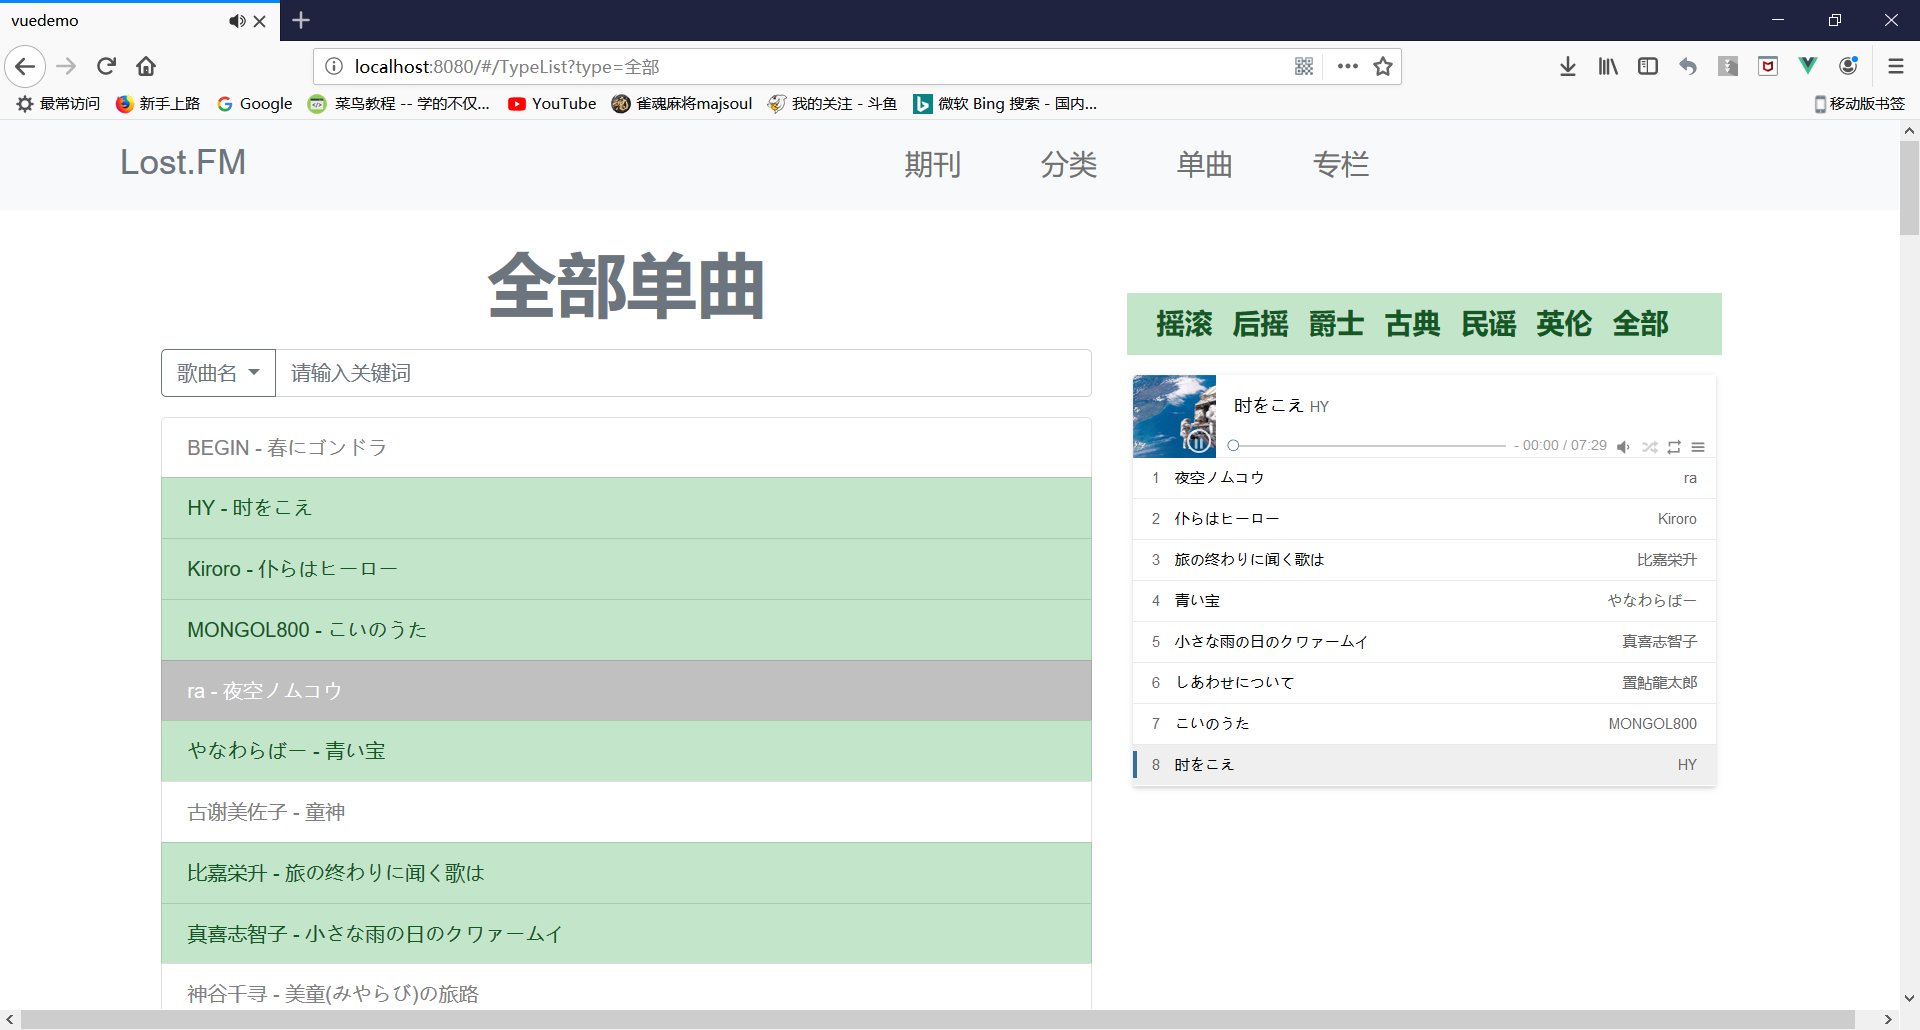 vuedemo
localhost:8080/#/TypeList?type=全部
最常访问 新手上路 Google 菜鸟教程 -- 学的不仅... YouTube 雀魂麻将majsoul 我的关注 - 斗鱼 微软 Bing 搜索 - 国内... 移动版书签
Lost.FM 期刊 分类 单曲 专栏
全部单曲
歌曲名 请输入关键词
BEGIN - 春にゴンドラ
HY - 时をこえ
Kiroro - 仆らはヒーロー
MONGOL800 - こいのうた
ra - 夜空ノムコウ
やなわらばー - 青い宝
古谢美佐子 - 童神
比嘉栄升 - 旅の终わりに闻く歌は
真喜志智子 - 小さな雨の日のクワァームイ
神谷千寻 - 美童(みやらび)の旅路
摇滚 后摇 爵士 古典 民谣 英伦 全部
时をこえ HY
- 00:00 / 07:29
1 夜空ノムコウ ra
2 仆らはヒーロー Kiroro
3 旅の终わりに闻く歌は 比嘉栄升
4 青い宝 やなわらばー
5 小さな雨の日のクワァームイ 真喜志智子
6 しあわせについて 置鮎龍太郎
7 こいのうた MONGOL800
8 时をこえ HY